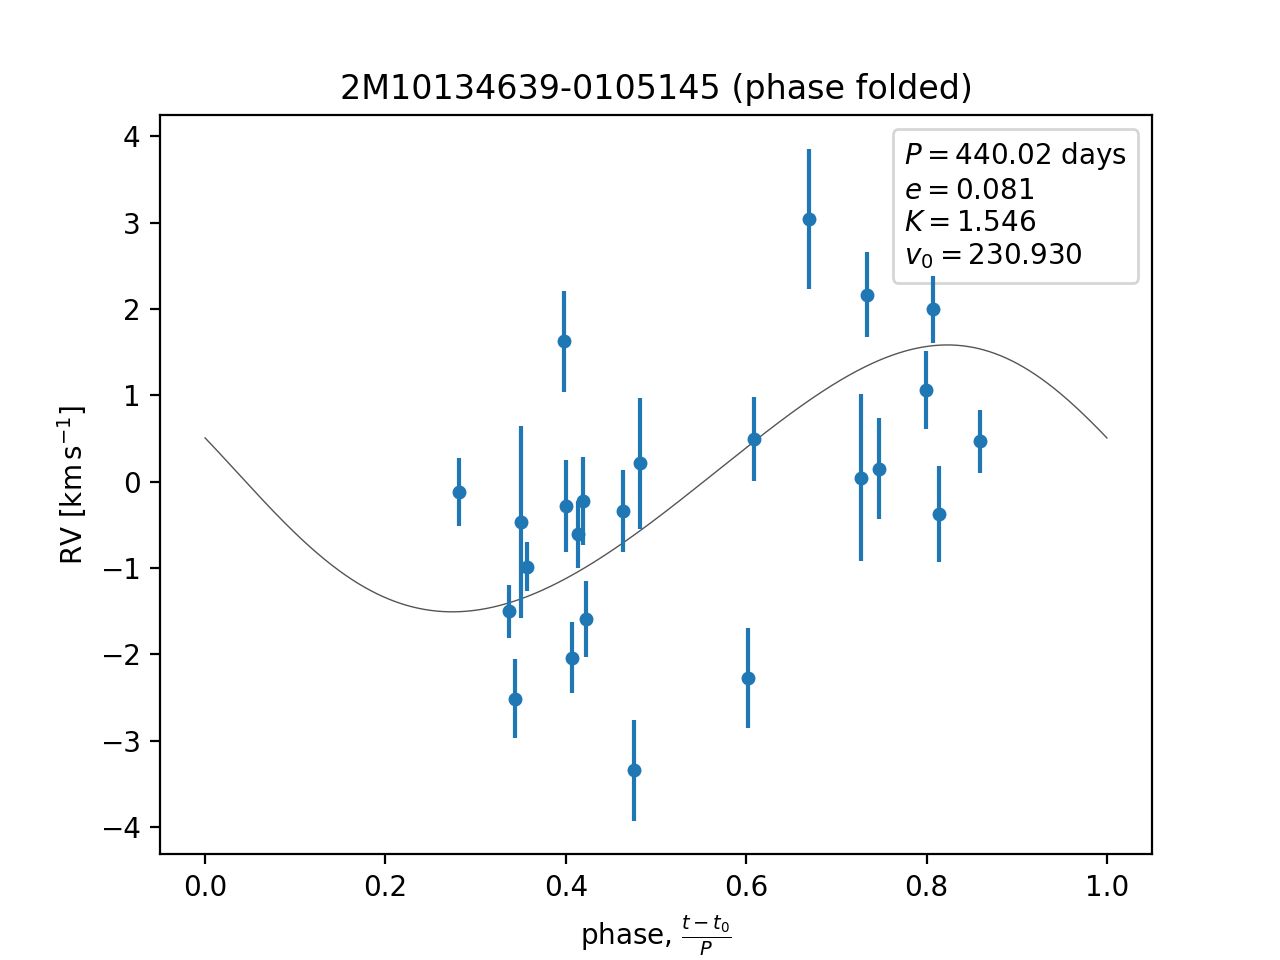 2M10134639-0105145 (phase folded)
P = 440.02 days
e = 0.081
K = 1.546
v₀ = 230.930
RV [km s⁻¹]
4
3
2
1
0
−1
−2
−3
−4
0.0 0.2 0.4 0.6 0.8 1.0
phase, (t − t₀)/P